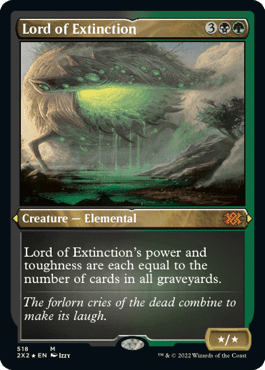 Lord of Extinction 3
Creature — Elemental
Lord of Extinction's power and
toughness are each equal to the
number of cards in all graveyards.
The forlorn cries of the dead combine to
make its laugh.
*/*
518 M
2X2 ★ EN Izzy
™ & © 2022 Wizards of the Coast